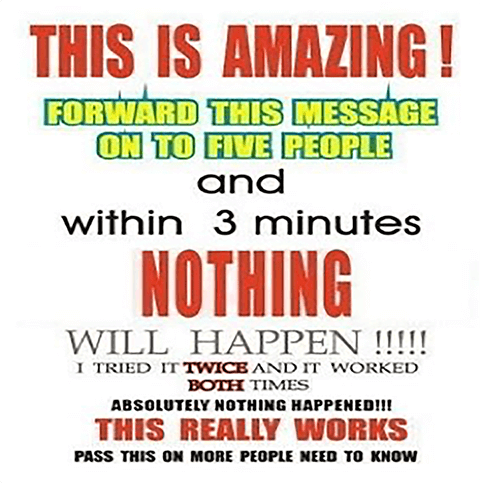 THIS IS AMAZING !
FORWARD THIS MESSAGE
ON TO FIVE PEOPLE
and
within 3 minutes
NOTHING
WILL HAPPEN !!!!!
I TRIED IT TWICE AND IT WORKED
BOTH TIMES
ABSOLUTELY NOTHING HAPPENED!!!
THIS REALLY WORKS
PASS THIS ON MORE PEOPLE NEED TO KNOW